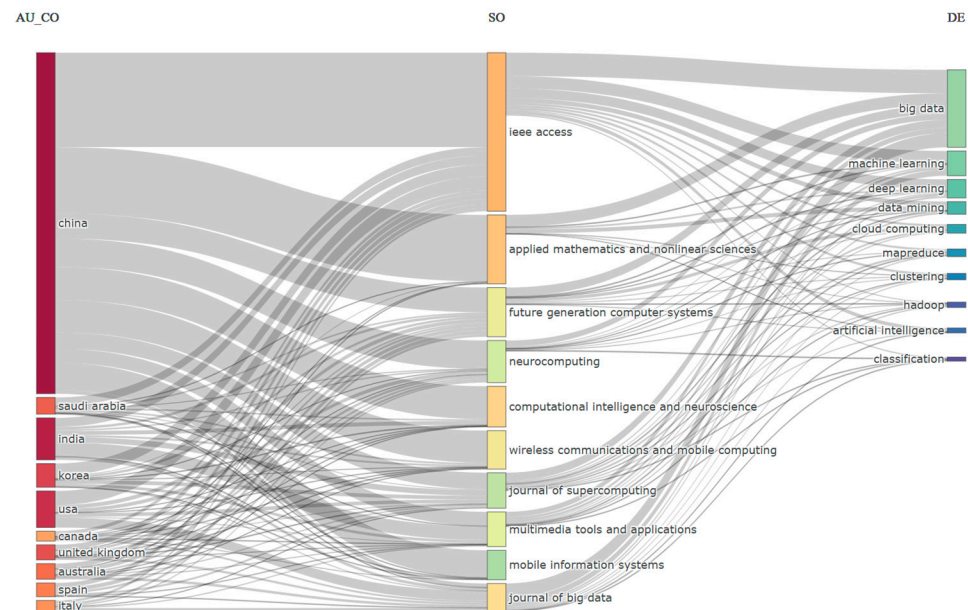 AU_CO
SO
DE
china
saudi arabia
india
korea
usa
canada
united kingdom
australia
spain
italy
ieee access
applied mathematics and nonlinear sciences
future generation computer systems
neurocomputing
computational intelligence and neuroscience
wireless communications and mobile computing
journal of supercomputing
multimedia tools and applications
mobile information systems
journal of big data
big data
machine learning
deep learning
data mining
cloud computing
mapreduce
clustering
hadoop
artificial intelligence
classification